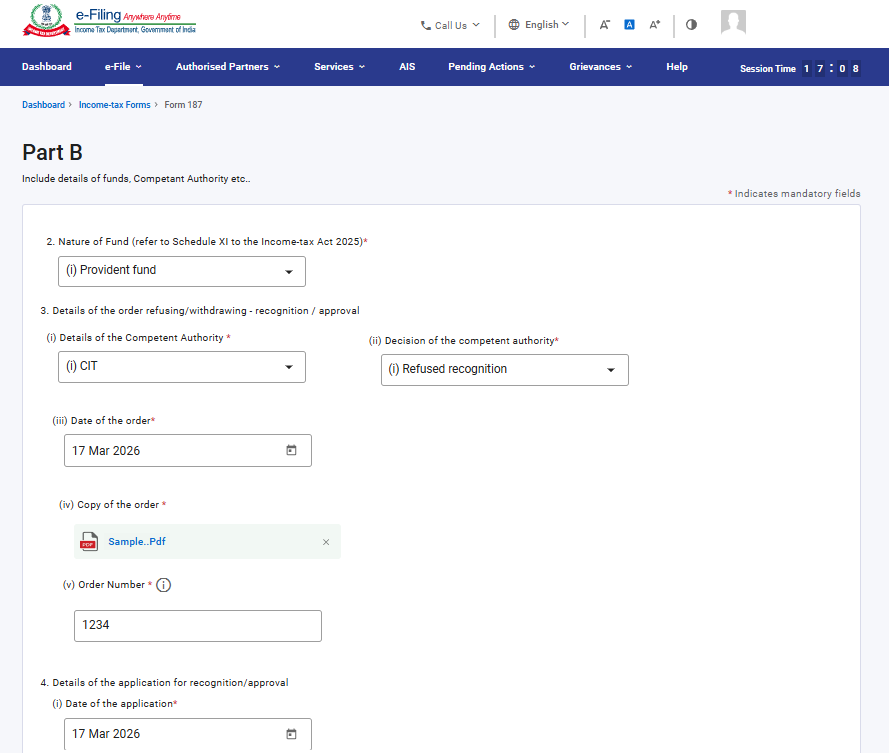 e-Filing Anywhere Anytime
Income Tax Department, Government of India
Call Us
English
A-
A
A+
Dashboard
e-File
Authorised Partners
Services
AIS
Pending Actions
Grievances
Help
Session Time 1 7 : 0 8
Dashboard > Income-tax Forms > Form 187
Part B
Include details of funds, Competant Authority etc..
* Indicates mandatory fields
2. Nature of Fund (refer to Schedule XI to the Income-tax Act 2025)*
(i) Provident fund
3. Details of the order refusing/withdrawing - recognition / approval
(i) Details of the Competent Authority *
(ii) Decision of the competent authority*
(i) CIT
(i) Refused recognition
(iii) Date of the order*
17 Mar 2026
(iv) Copy of the order *
PDF
Sample..Pdf
(v) Order Number *
1234
4. Details of the application for recognition/approval
(i) Date of the application*
17 Mar 2026